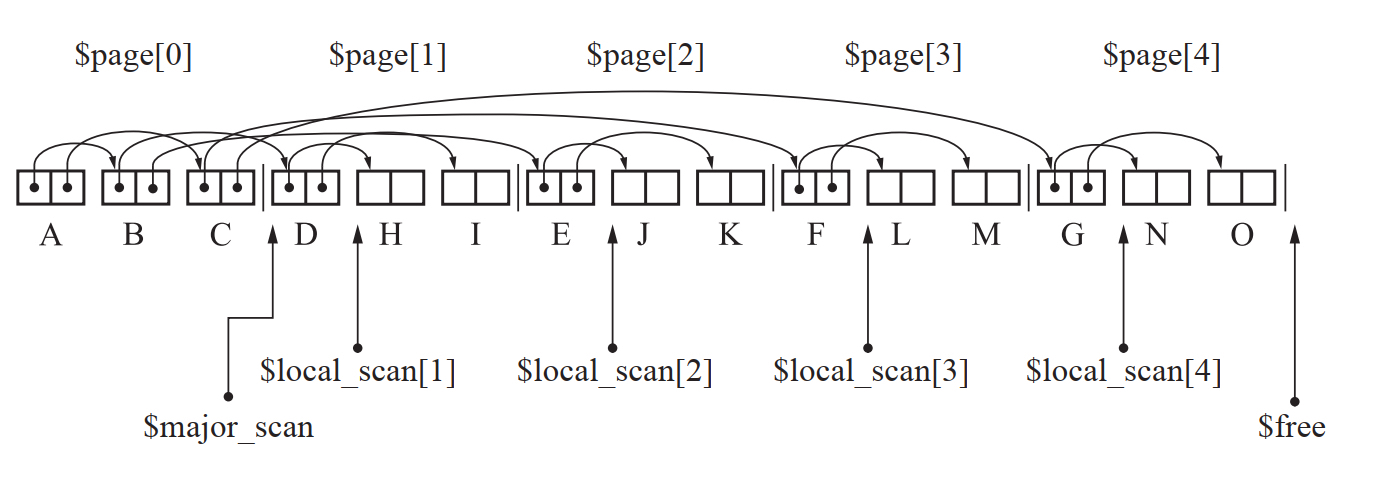 $page[0] $page[1] $page[2] $page[3] $page[4]
A B C D H I E J K F L M G N O
$local_scan[1] $local_scan[2] $local_scan[3] $local_scan[4]
$major_scan $free